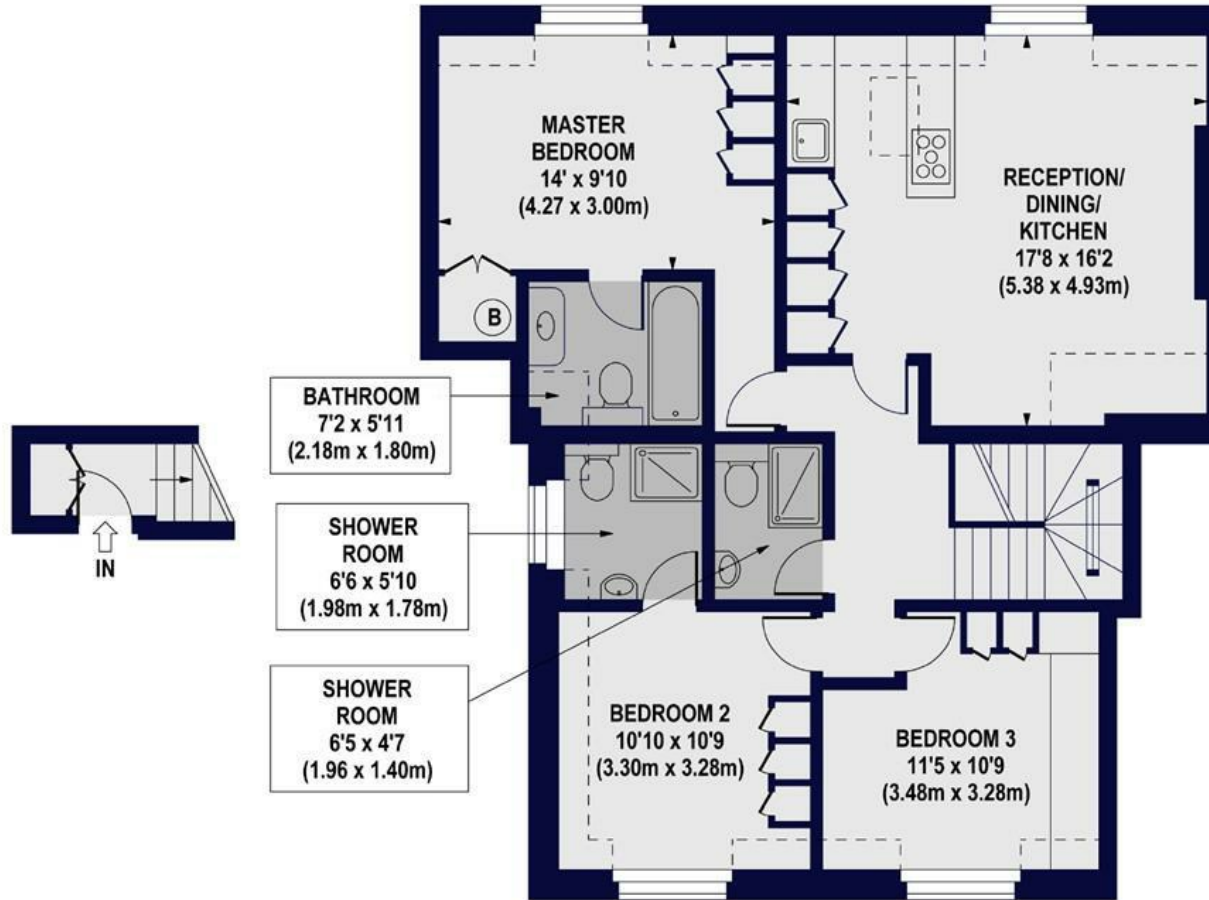 MASTER
BEDROOM
14' x 9'10
(4.27 x 3.00m)
RECEPTION/
DINING/
KITCHEN
17'8 x 16'2
(5.38 x 4.93m)
B
BATHROOM
7'2 x 5'11
(2.18m x 1.80m)
SHOWER
ROOM
6'6 x 5'10
(1.98m x 1.78m)
IN
SHOWER
ROOM
6'5 x 4'7
(1.96 x 1.40m)
BEDROOM 2
10'10 x 10'9
(3.30m x 3.28m)
BEDROOM 3
11'5 x 10'9
(3.48m x 3.28m)